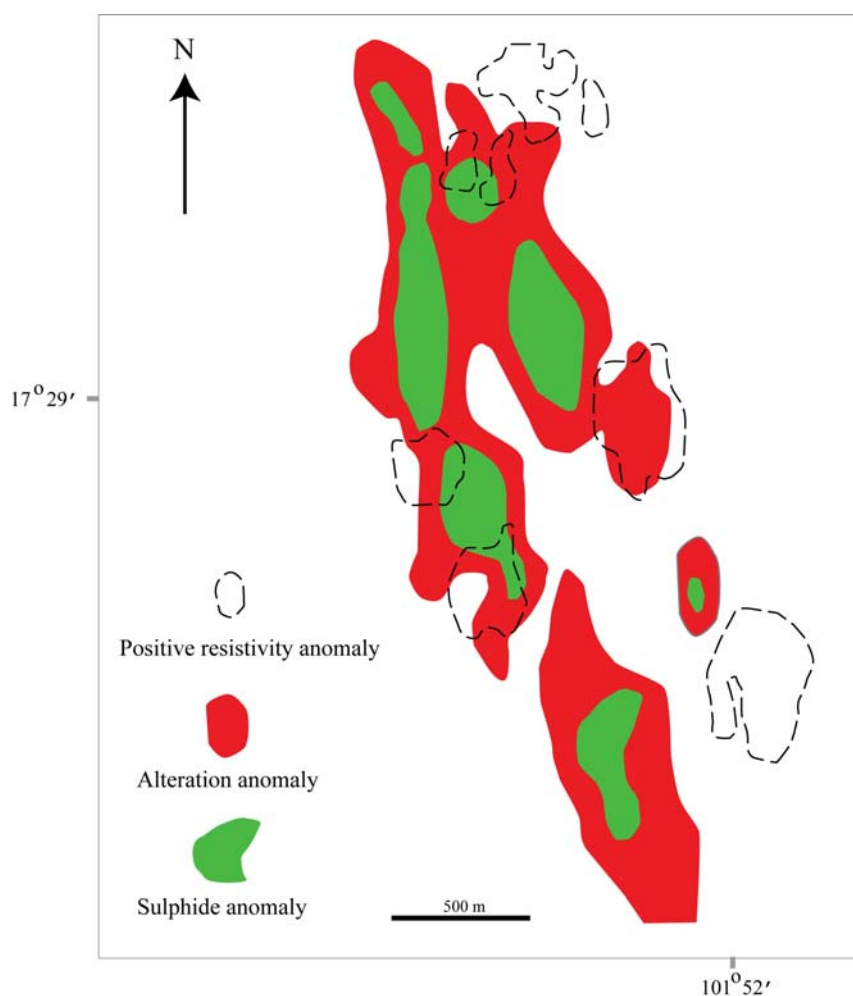 N
17° 29′
Positive resistivity anomaly
Alteration anomaly
Sulphide anomaly
500 m
101° 52′